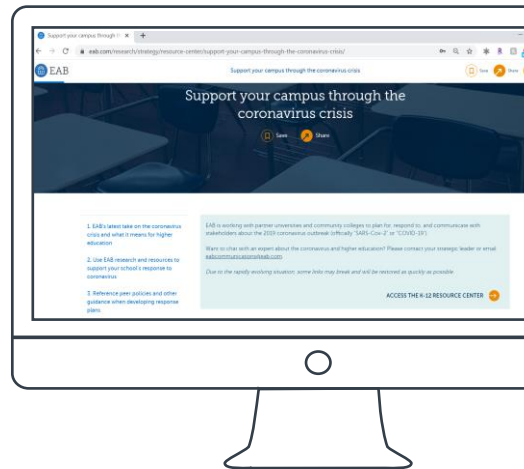 Support your campus through th
eab.com/research/strategy/resource-center/support-your-campus-through-the-coronavirus-crisis/
EAB
Support your campus through the coronavirus crisis
Save
Share
Support your campus through the
coronavirus crisis
Save
Share
1. EAB's latest take on the coronavirus
crisis and what it means for higher
education
2. Use EAB research and resources to
support your school's response to
coronavirus
3. Reference peer policies and other
guidance when developing response
plans
EAB is working with partner universities and community colleges to plan for, respond to, and communicate with
stakeholders about the 2019 coronavirus outbreak (officially "SARS-Cov-2" or "COVID-19").
Want to chat with an expert about the coronavirus and higher education? Please contact your strategic leader or email
eabcommunications@eab.com
Due to the rapidly evolving situation, some links may break and will be restored as quickly as possible.
ACCESS THE K-12 RESOURCE CENTER